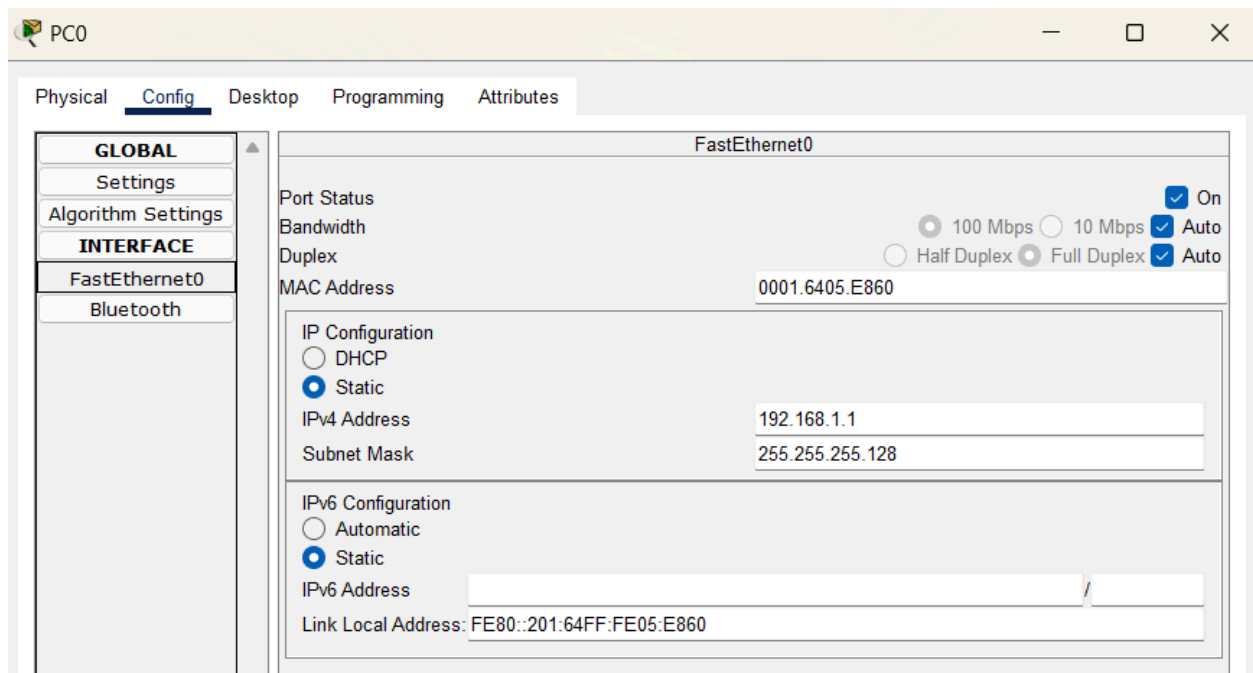 PC0
Physical Config Desktop Programming Attributes
GLOBAL
Settings
Algorithm Settings
INTERFACE
FastEthernet0
Bluetooth
FastEthernet0
Port Status On
Bandwidth 100 Mbps 10 Mbps Auto
Duplex Half Duplex Full Duplex Auto
MAC Address 0001.6405.E860
IP Configuration
DHCP
Static
IPv4 Address 192.168.1.1
Subnet Mask 255.255.255.128
IPv6 Configuration
Automatic
Static
IPv6 Address /
Link Local Address: FE80::201:64FF:FE05:E860